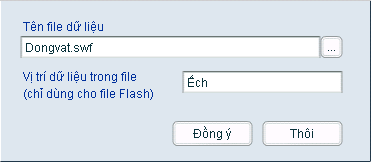 Tên file dữ liệu
Dongvat.swf ...
Vị trí dữ liệu trong file Ếch
(chỉ dùng cho file Flash)
Đồng ý Thôi